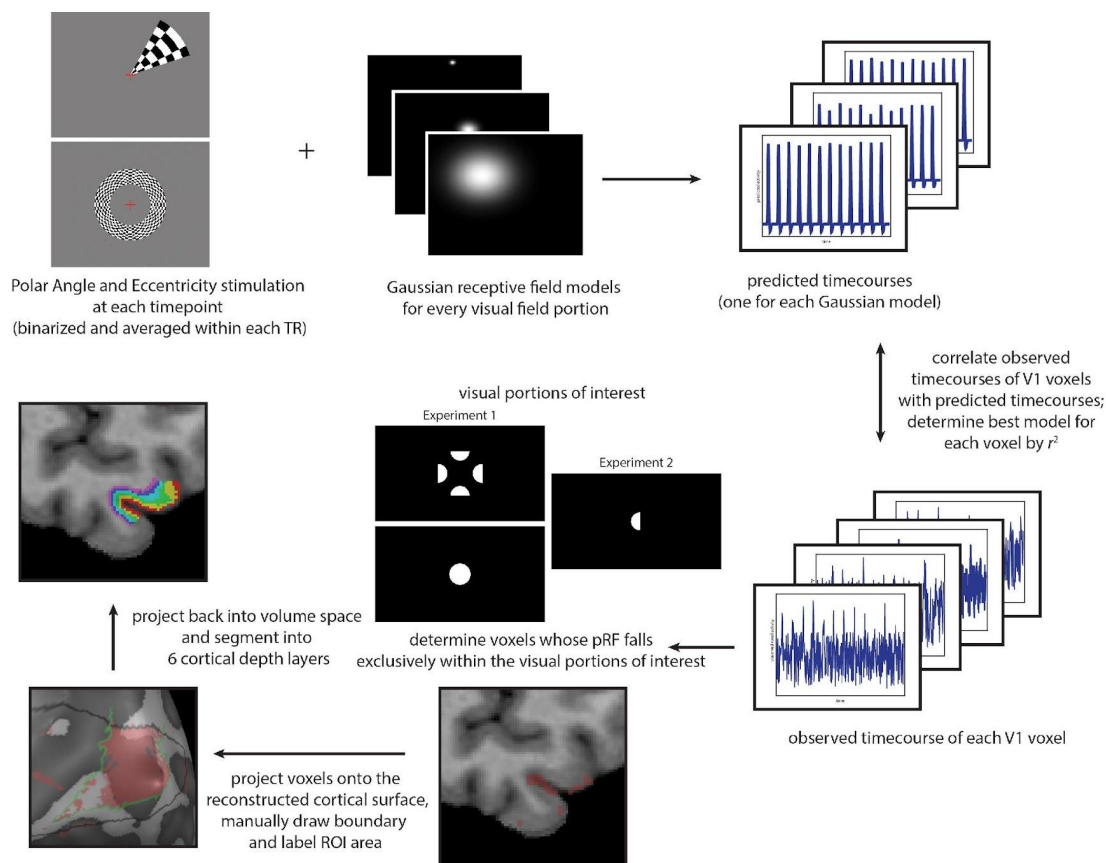 Polar Angle and Eccentricity stimulation
at each timepoint
(binarized and averaged within each TR)
+
Gaussian receptive field models
for every visual field portion
time
predicted timecourses
(one for each Gaussian model)
correlate observed
timecourses of V1 voxels
with predicted timecourses;
determine best model for
each voxel by r²
time
observed timecourse of each V1 voxel
visual portions of interest
Experiment 1
Experiment 2
determine voxels whose pRF falls
exclusively within the visual portions of interest
project voxels onto the
reconstructed cortical surface,
manually draw boundary
and label ROI area
project back into volume space
and segment into
6 cortical depth layers